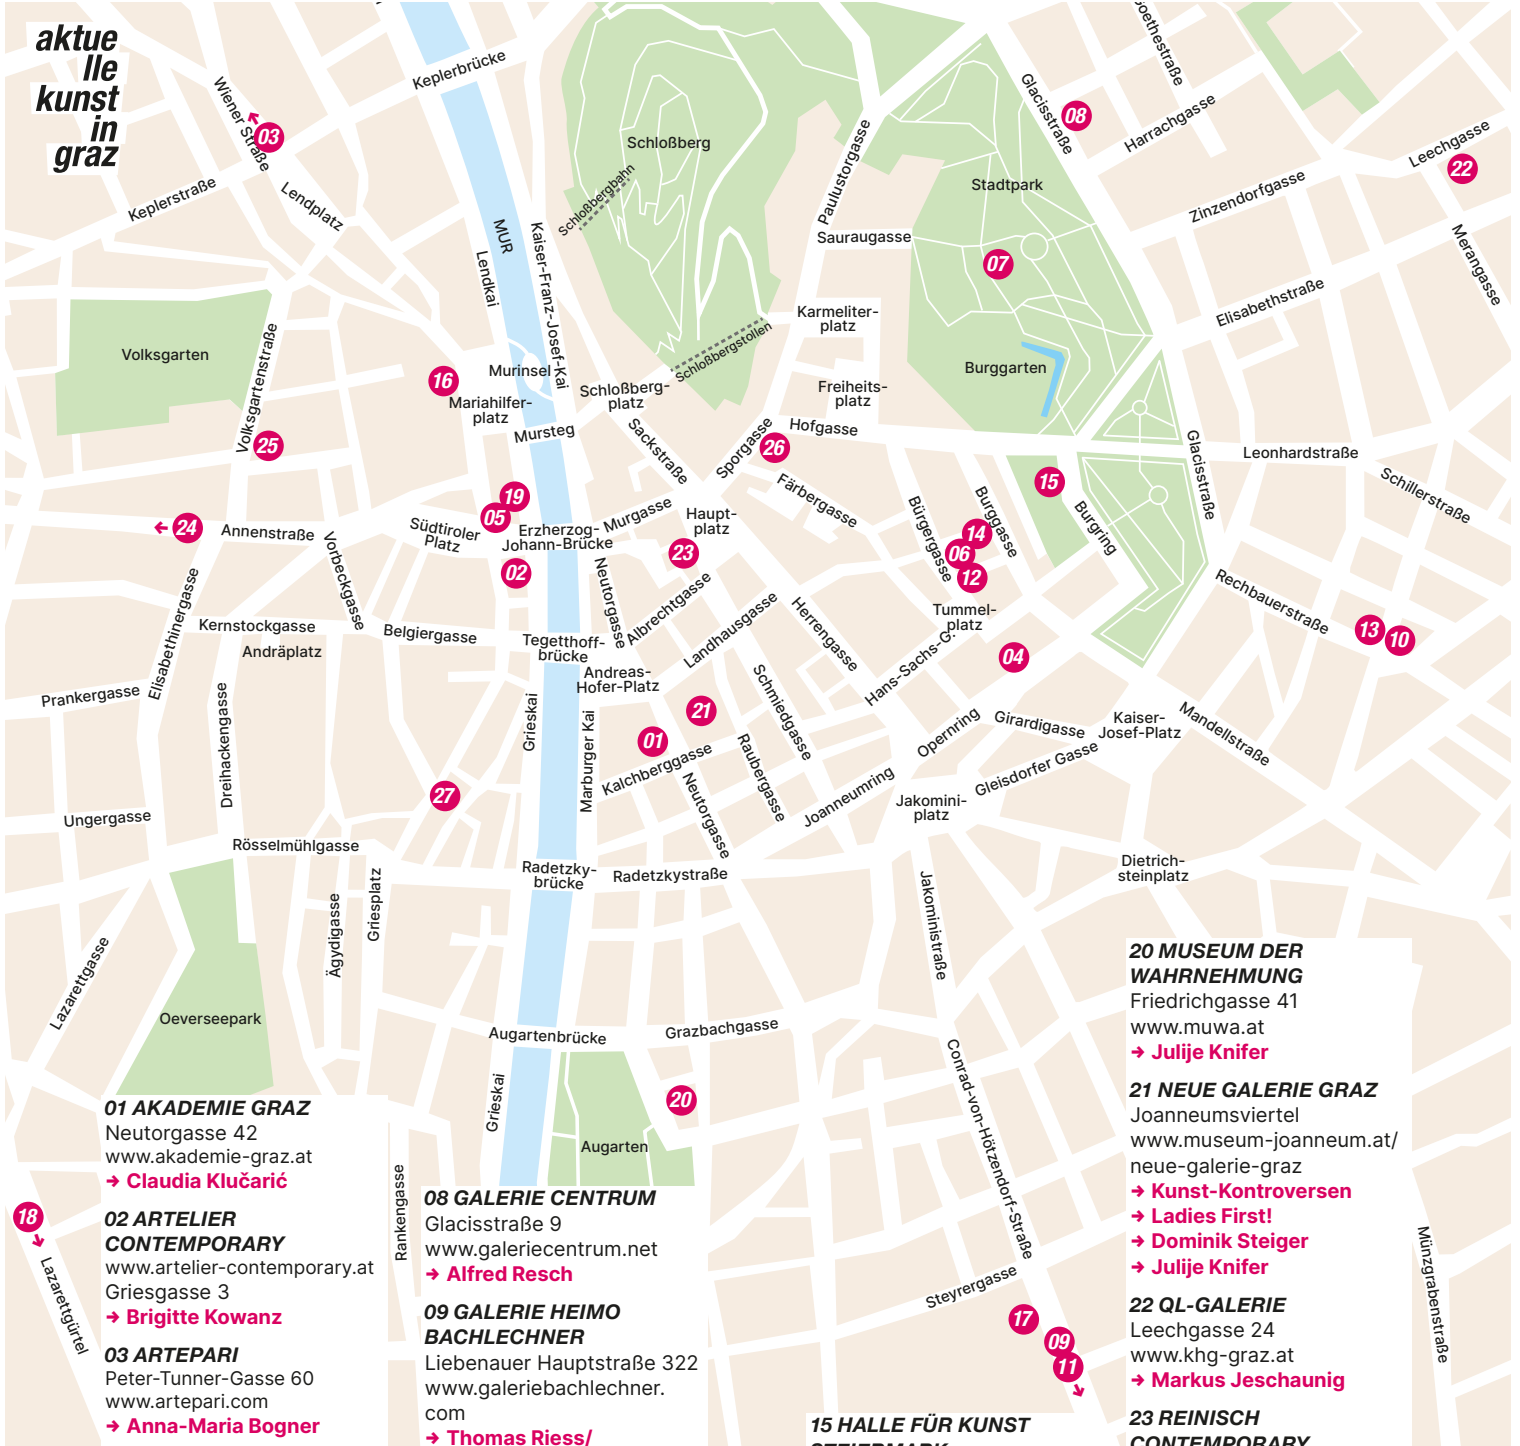 aktue
lle
kunst
in
graz
Keplerbrücke
Wiener Straße
03
Keplerstraße
Lendplatz
MUR
Lendkai
Kaiser-Franz-Josef-Kai
Schloßberg
Schloßbergbahn
Schloßbergstollen
Paulustorgasse
Sauraugasse
Stadtpark
07
Glacisstraße
08
Goethestraße
Harrachgasse
Leechgasse
22
Zinzendorfgasse
Merangasse
Elisabethstraße
Karmeliter-
platz
Volksgarten
Volksgartenstraße
25
16
Murinsel
Mariahilfer-
platz
Mursteg
Schloßberg-
platz
Sackstraße
Freiheits-
platz
Burggarten
Hofgasse
Sporgasse
26
Färbergasse
Leonhardstraße
Schillerstraße
Glacisstraße
15
Burgring
Burggasse
Bürgergasse
14
06
12
24
Annenstraße
Vorbeckgasse
Südtiroler
Platz
19
05
02
Erzherzog-
Johann-Brücke
Murgasse
Haupt-
platz
23
Neutorgasse
Albrechtgasse
Landhausgasse
Herrengasse
Tummel-
platz
Hans-Sachs-G.
04
Rechbauerstraße
13
10
Elisabethinergasse
Kernstockgasse
Andräplatz
Belgiergasse
Tegetthoff-
brücke
Andreas-
Hofer-Platz
Schmiedgasse
Prankergasse
Dreihackengasse
Grieskai
Marburger Kai
21
01
Kalchberggasse
Neutorgasse
Raubergasse
Opernring
Girardigasse
Kaiser-
Josef-Platz
Mandellstraße
Gleisdorfer Gasse
Joanneumring
Jakomini-
platz
27
Ungergasse
Rösselmühlgasse
Radetzky-
brücke
Radetzkystraße
Dietrich-
steinplatz
Griesplatz
Ägydigasse
Jakoministraße
Lazarettgasse
Oeverseepark
Augartenbrücke
Grazbachgasse
Grieskai
Augarten
20
Conrad-von-Hötzendorf-Straße
Rankengasse
18
Lazarettgürtel
Steyrergasse
17
09
11
Münzgrabenstraße
01 AKADEMIE GRAZ
Neutorgasse 42
www.akademie-graz.at
→ Claudia Klučarić
02 ARTELIER
CONTEMPORARY
www.artelier-contemporary.at
Griesgasse 3
→ Brigitte Kowanz
03 ARTEPARI
Peter-Tunner-Gasse 60
www.artepari.com
→ Anna-Maria Bogner
08 GALERIE CENTRUM
Glacisstraße 9
www.galeriecentrum.net
→ Alfred Resch
09 GALERIE HEIMO
BACHLECHNER
Liebenauer Hauptstraße 322
www.galeriebachlechner.
com
→ Thomas Riess/
15 HALLE FÜR KUNST
STEIERMARK
20 MUSEUM DER
WAHRNEHMUNG
Friedrichgasse 41
www.muwa.at
→ Julije Knifer
21 NEUE GALERIE GRAZ
Joanneumsviertel
www.museum-joanneum.at/
neue-galerie-graz
→ Kunst-Kontroversen
→ Ladies First!
→ Dominik Steiger
→ Julije Knifer
22 QL-GALERIE
Leechgasse 24
www.khg-graz.at
→ Markus Jeschaunig
23 REINISCH
CONTEMPORARY